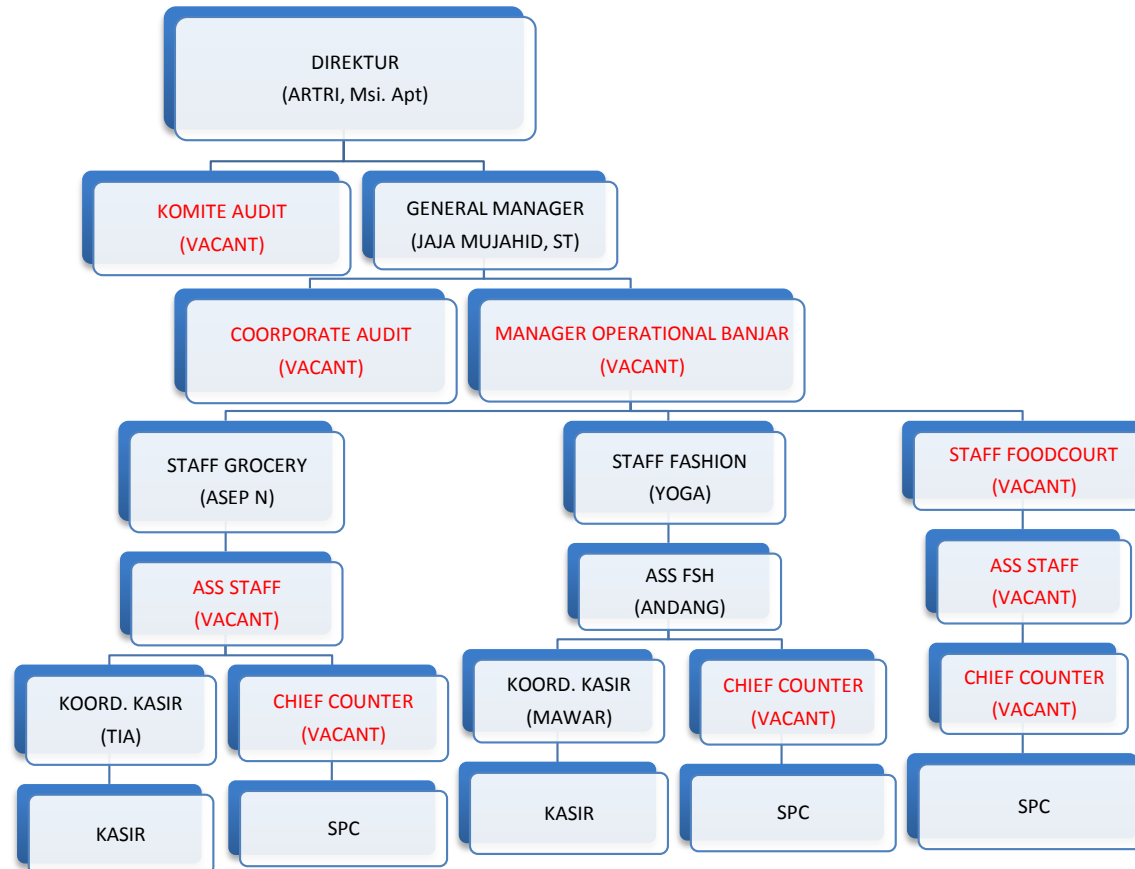 DIREKTUR
(ARTRI, Msi. Apt)
KOMITE AUDIT
(VACANT)
GENERAL MANAGER
(JAJA MUJAHID, ST)
COORPORATE AUDIT
(VACANT)
MANAGER OPERATIONAL BANJAR
(VACANT)
STAFF GROCERY
(ASEP N)
STAFF FASHION
(YOGA)
STAFF FOODCOURT
(VACANT)
ASS STAFF
(VACANT)
ASS FSH
(ANDANG)
ASS STAFF
(VACANT)
KOORD. KASIR
(TIA)
CHIEF COUNTER
(VACANT)
KOORD. KASIR
(MAWAR)
CHIEF COUNTER
(VACANT)
CHIEF COUNTER
(VACANT)
KASIR
SPC
KASIR
SPC
SPC